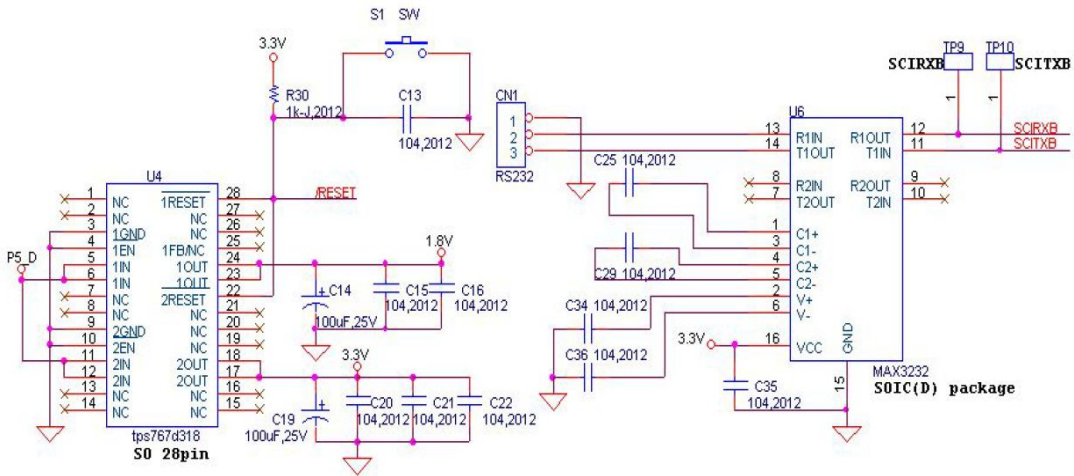 S1 SW
3.3V
R30
1k-J,2012
C13
104,2012
/RESET
U4
1 NC
2 NC
3 1GND
4 1EN
5 1IN
6 1IN
7 NC
8 NC
9 2GND
10 2EN
11 2IN
12 2IN
13 NC
14 NC
1RESET 28
NC 27
NC 26
1FB/NC 25
1OUT 24
1OUT 23
2RESET 22
NC 21
NC 20
NC 19
2OUT 18
2OUT 17
NC 16
NC 15
P5_D
tps767d318
SO 28pin
1.8V
C14
100uF,25V
C15
104,2012
C16
104,2012
3.3V
C19
100uF,25V
C20
104,2012
C21
104,2012
C22
104,2012
CN1
1
2
3
RS232
C25 104,2012
C29 104,2012
C34 104,2012
C36 104,2012
3.3V
C35
104,2012
U6
13 R1IN
14 T1OUT
8 R2IN
7 T2OUT
1 C1+
3 C1-
4 C2+
5 C2-
2 V+
6 V-
16 VCC
GND 15
R1OUT 12
T1IN 11
R2OUT 9
T2IN 10
MAX3232
SOIC(D) package
TP9
SCIRXB
1
TP10
SCITXB
1
SCIRXB
SCITXB